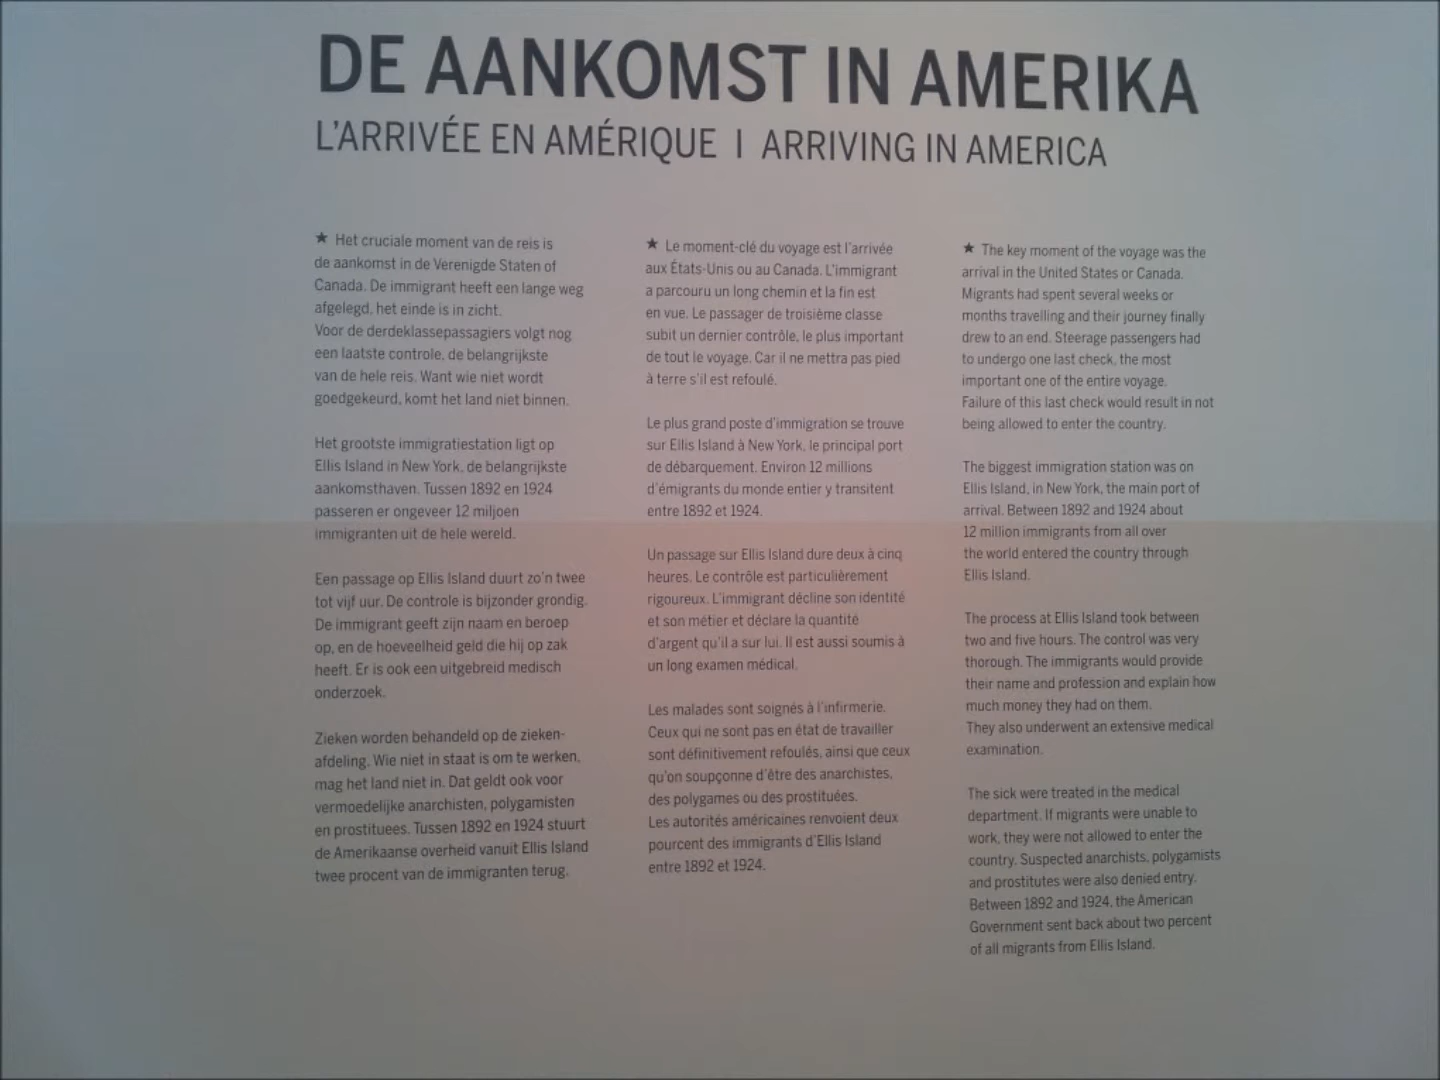 DE AANKOMST IN AMERIKA
L'ARRIVÉE EN AMÉRIQUE I ARRIVING IN AMERICA
★ Het cruciale moment van de reis is
de aankomst in de Verenigde Staten of
Canada. De immigrant heeft een lange weg
afgelegd, het einde is in zicht.
Voor de derdeklassepassagiers volgt nog
een laatste controle, de belangrijkste
van de hele reis. Want wie niet wordt
goedgekeurd, komt het land niet binnen.
Het grootste immigratiestation ligt op
Ellis Island in New York, de belangrijkste
aankomsthaven. Tussen 1892 en 1924
passeren er ongeveer 12 miljoen
immigranten uit de hele wereld.
Een passage op Ellis Island duurt zo'n twee
tot vijf uur. De controle is bijzonder grondig.
De immigrant geeft zijn naam en beroep
op, en de hoeveelheid geld die hij op zak
heeft. Er is ook een uitgebreid medisch
onderzoek.
Zieken worden behandeld op de zieken-
afdeling. Wie niet in staat is om te werken,
mag het land niet in. Dat geldt ook voor
vermoedelijke anarchisten, polygamisten
en prostituees. Tussen 1892 en 1924 stuurt
de Amerikaanse overheid vanuit Ellis Island
twee procent van de immigranten terug.
★ Le moment-clé du voyage est l'arrivée
aux États-Unis ou au Canada. L'immigrant
a parcouru un long chemin et la fin est
en vue. Le passager de troisième classe
subit un dernier contrôle, le plus important
de tout le voyage. Car il ne mettra pas pied
à terre s'il est refoulé.
Le plus grand poste d'immigration se trouve
sur Ellis Island à New York, le principal port
de débarquement. Environ 12 millions
d'émigrants du monde entier y transitent
entre 1892 et 1924.
Un passage sur Ellis Island dure deux à cinq
heures. Le contrôle est particulièrement
rigoureux. L'immigrant décline son identité
et son métier et déclare la quantité
d'argent qu'il a sur lui. Il est aussi soumis à
un long examen médical.
Les malades sont soignés à l'infirmerie.
Ceux qui ne sont pas en état de travailler
sont définitivement refoulés, ainsi que ceux
qu'on soupçonne d'être des anarchistes,
des polygames ou des prostituées.
Les autorités américaines renvoient deux
pourcent des immigrants d'Ellis Island
entre 1892 et 1924.
★ The key moment of the voyage was the
arrival in the United States or Canada.
Migrants had spent several weeks or
months travelling and their journey finally
drew to an end. Steerage passengers had
to undergo one last check, the most
important one of the entire voyage.
Failure of this last check would result in not
being allowed to enter the country.
The biggest immigration station was on
Ellis Island, in New York, the main port of
arrival. Between 1892 and 1924 about
12 million immigrants from all over
the world entered the country through
Ellis Island.
The process at Ellis Island took between
two and five hours. The control was very
thorough. The immigrants would provide
their name and profession and explain how
much money they had on them.
They also underwent an extensive medical
examination.
The sick were treated in the medical
department. If migrants were unable to
work, they were not allowed to enter the
country. Suspected anarchists, polygamists
and prostitutes were also denied entry.
Between 1892 and 1924, the American
Government sent back about two percent
of all migrants from Ellis Island.